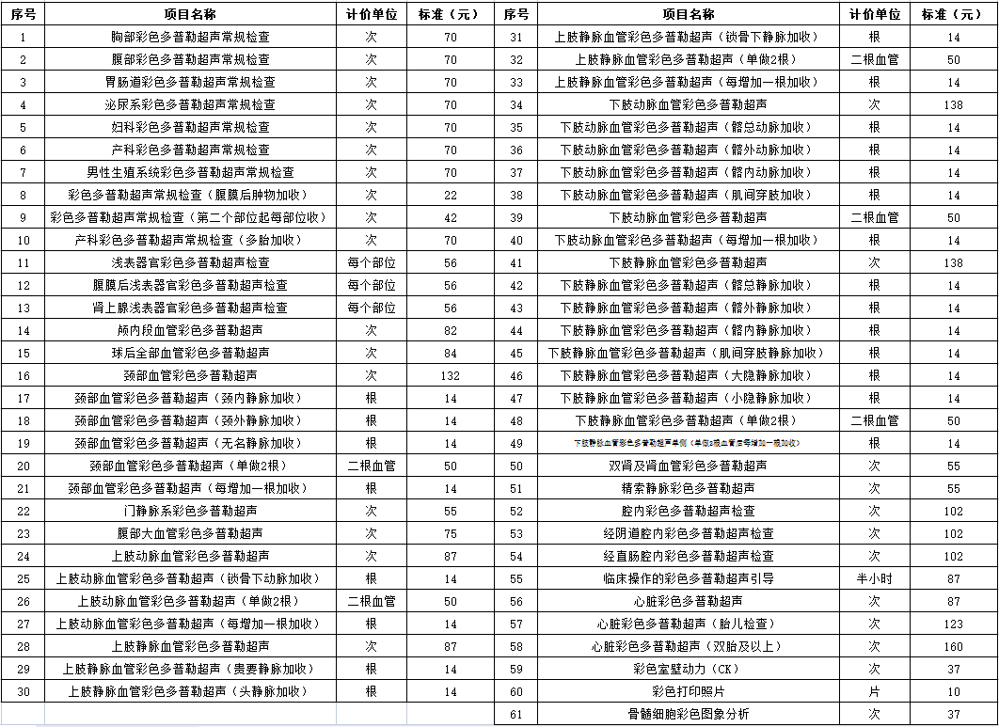 序号 项目名称 计价单位 标准（元） 序号 项目名称 计价单位 标准（元）
1 胸部彩色多普勒超声常规检查 次 70 31 上肢静脉血管彩色多普勒超声（锁骨下静脉加收） 根 14
2 腹部彩色多普勒超声常规检查 次 70 32 上肢静脉血管彩色多普勒超声（单做2根） 二根血管 50
3 胃肠道彩色多普勒超声常规检查 次 70 33 上肢静脉血管彩色多普勒超声（每增加一根加收） 根 14
4 泌尿系彩色多普勒超声常规检查 次 70 34 下肢动脉血管彩色多普勒超声 次 138
5 妇科彩色多普勒超声常规检查 次 70 35 下肢动脉血管彩色多普勒超声（髂总动脉加收） 根 14
6 产科彩色多普勒超声常规检查 次 70 36 下肢动脉血管彩色多普勒超声（髂外动脉加收） 根 14
7 男性生殖系统彩色多普勒超声常规检查 次 70 37 下肢动脉血管彩色多普勒超声（髂内动脉加收） 根 14
8 彩色多普勒超声常规检查（腹膜后肿物加收） 次 22 38 下肢动脉血管彩色多普勒超声（肌间穿肢加收） 根 14
9 彩色多普勒超声常规检查（第二个部位起每部位收） 次 42 39 下肢动脉血管彩色多普勒超声 二根血管 50
10 产科彩色多普勒超声常规检查（多胎加收） 次 70 40 下肢动脉血管彩色多普勒超声（每增加一根加收） 根 14
11 浅表器官彩色多普勒超声检查 每个部位 56 41 下肢静脉血管彩色多普勒超声 次 138
12 腹膜后浅表器官彩色多普勒超声检查 每个部位 56 42 下肢静脉血管彩色多普勒超声（髂总静脉加收） 根 14
13 肾上腺浅表器官彩色多普勒超声检查 每个部位 56 43 下肢静脉血管彩色多普勒超声（髂外静脉加收） 根 14
14 颅内段血管彩色多普勒超声 次 82 44 下肢静脉血管彩色多普勒超声（髂内静脉加收） 根 14
15 球后全部血管彩色多普勒超声 次 84 45 下肢静脉血管彩色多普勒超声（肌间穿肢静脉加收） 根 14
16 颈部血管彩色多普勒超声 次 132 46 下肢静脉血管彩色多普勒超声（大隐静脉加收） 根 14
17 颈部血管彩色多普勒超声（颈内静脉加收） 根 14 47 下肢静脉血管彩色多普勒超声（小隐静脉加收） 根 14
18 颈部血管彩色多普勒超声（颈外静脉加收） 根 14 48 下肢静脉血管彩色多普勒超声（单做2根） 二根血管 50
19 颈部血管彩色多普勒超声（无名静脉加收） 根 14 49 下肢静脉血管彩色多普勒超声单侧（单做2根血管后每增加一根加收） 根 14
20 颈部血管彩色多普勒超声（单做2根） 二根血管 50 50 双肾及肾血管彩色多普勒超声 次 55
21 颈部血管彩色多普勒超声（每增加一根加收） 根 14 51 精索静脉彩色多普勒超声 次 55
22 门静脉系彩色多普勒超声 次 55 52 腔内彩色多普勒超声检查 次 102
23 腹部大血管彩色多普勒超声 次 75 53 经阴道腔内彩色多普勒超声检查 次 102
24 上肢动脉血管彩色多普勒超声 次 87 54 经直肠腔内彩色多普勒超声检查 次 102
25 上肢动脉血管彩色多普勒超声（锁骨下动脉加收） 根 14 55 临床操作的彩色多普勒超声引导 半小时 87
26 上肢动脉血管彩色多普勒超声（单做2根） 二根血管 50 56 心脏彩色多普勒超声 次 87
27 上肢动脉血管彩色多普勒超声（每增加一根加收） 根 14 57 心脏彩色多普勒超声（胎儿检查） 次 123
28 上肢静脉血管彩色多普勒超声 次 87 58 心脏彩色多普勒超声（双胎及以上） 次 160
29 上肢静脉血管彩色多普勒超声（贵要静脉加收） 根 14 59 彩色室壁动力（CK） 次 37
30 上肢静脉血管彩色多普勒超声（头静脉加收） 根 14 60 彩色打印照片 片 10
61 骨髓细胞彩色图象分析 次 37